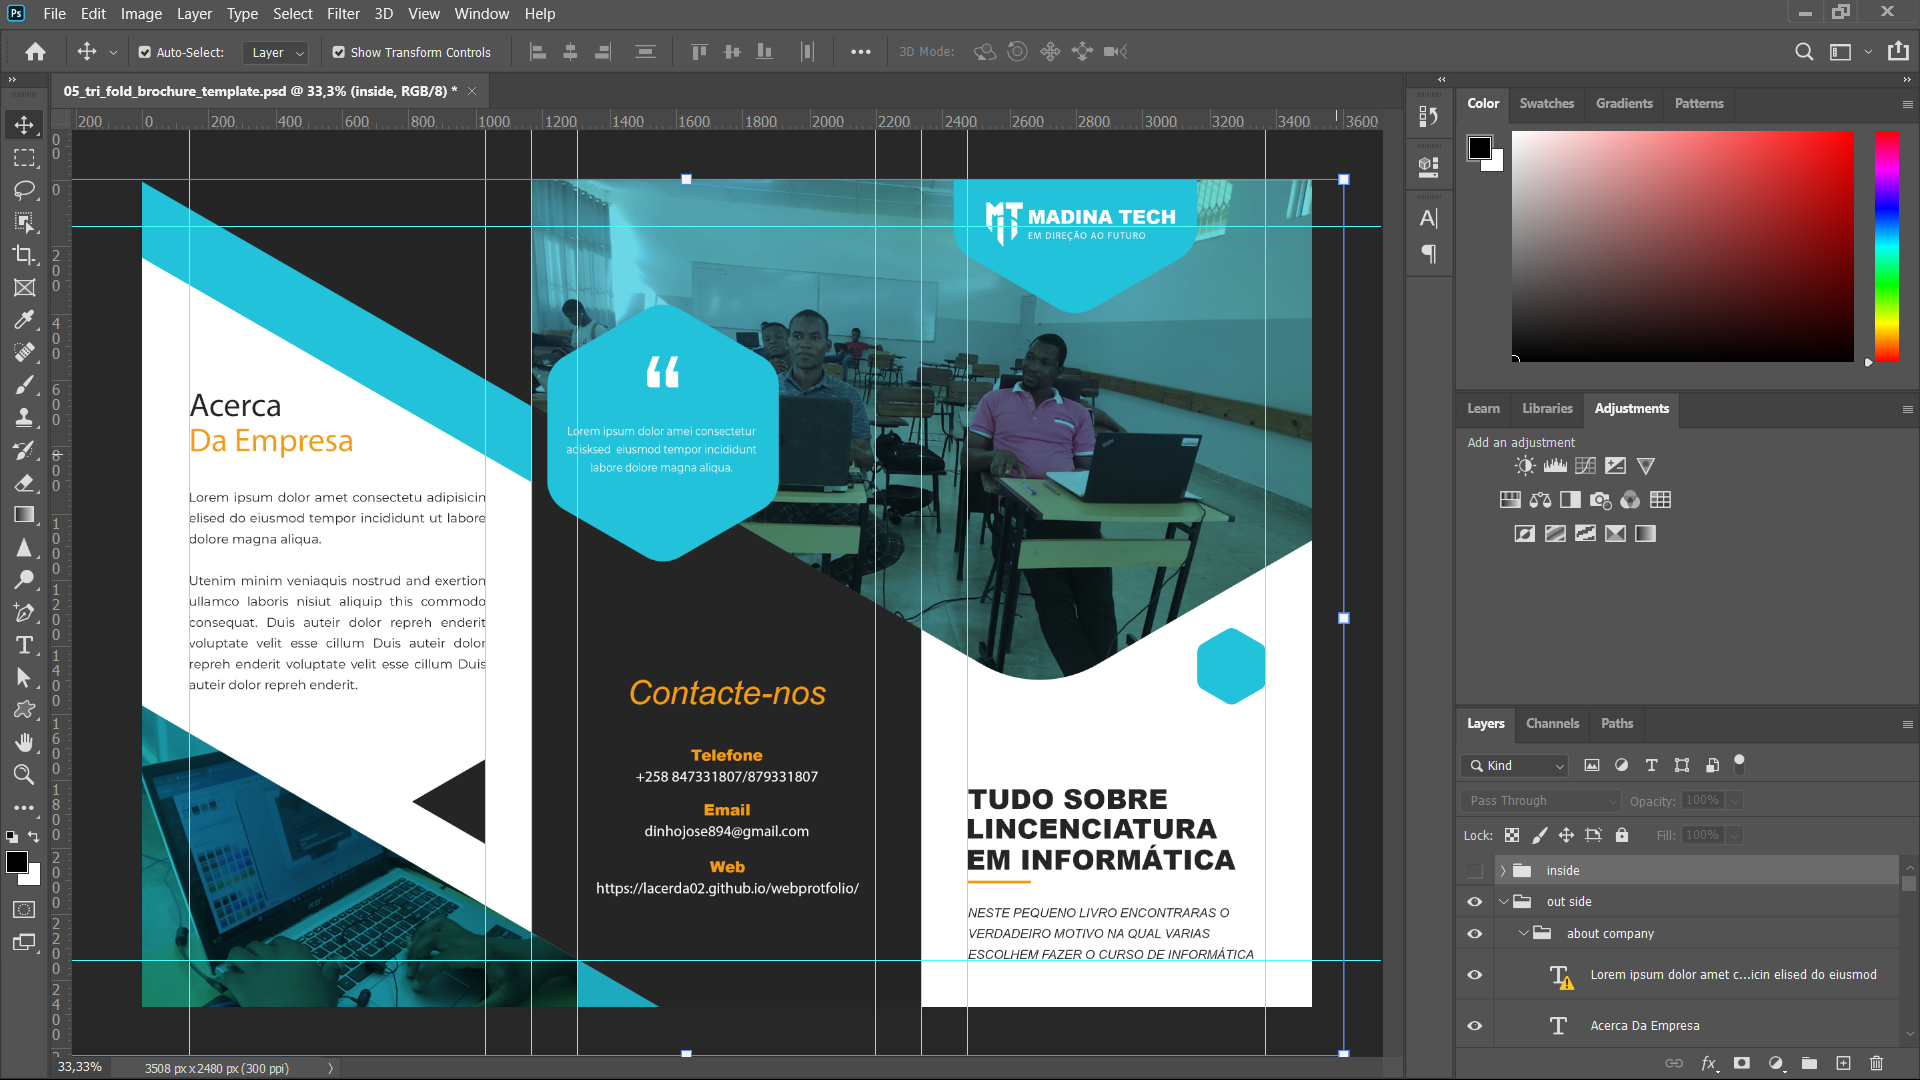 Ps File Edit Image Layer Type Select Filter 3D View Window Help
Auto-Select: Layer Show Transform Controls 3D Mode:
05_tri_fold_brochure_template.psd @ 33,3% (inside, RGB/8) *
200 0 200 400 600 800 1000 1200 1400 1600 1800 2000 2200 2400 2600 2800 3000 3200 3400 3600
MT MADINA TECH
EM DIREÇÃO AO FUTURO
Acerca
Da Empresa
Lorem ipsum dolor amet consectetu adipisicin
elised do eiusmod tempor incididunt ut labore
dolore magna aliqua.
Utenim minim veniaquis nostrud and exertion
ullamco laboris nisiut aliquip this commodo
consequat. Duis auteir dolor repreh enderit
voluptate velit esse cillum Duis auteir dolor
repreh enderit voluptate velit esse cillum Duis
auteir dolor repreh enderit.
“
Lorem ipsum dolor amei consectetur
adisksed eiusmod tempor incididunt
labore dolore magna aliqua.
Contacte-nos
Telefone
+258 847331807/879331807
Email
dinhojose894@gmail.com
Web
https://lacerda02.github.io/webprotfolio/
TUDO SOBRE
LINCENCIATURA
EM INFORMÁTICA
NESTE PEQUENO LIVRO ENCONTRARAS O
VERDADEIRO MOTIVO NA QUAL VARIAS
ESCOLHEM FAZER O CURSO DE INFORMÁTICA
33,33% 3508 px x 2480 px (300 ppi)
Color Swatches Gradients Patterns
Learn Libraries Adjustments
Add an adjustment
Layers Channels Paths
Kind
Pass Through Opacity: 100%
Lock: Fill: 100%
inside
out side
about company
Lorem ipsum dolor amet c...icin elised do eiusmod
Acerca Da Empresa